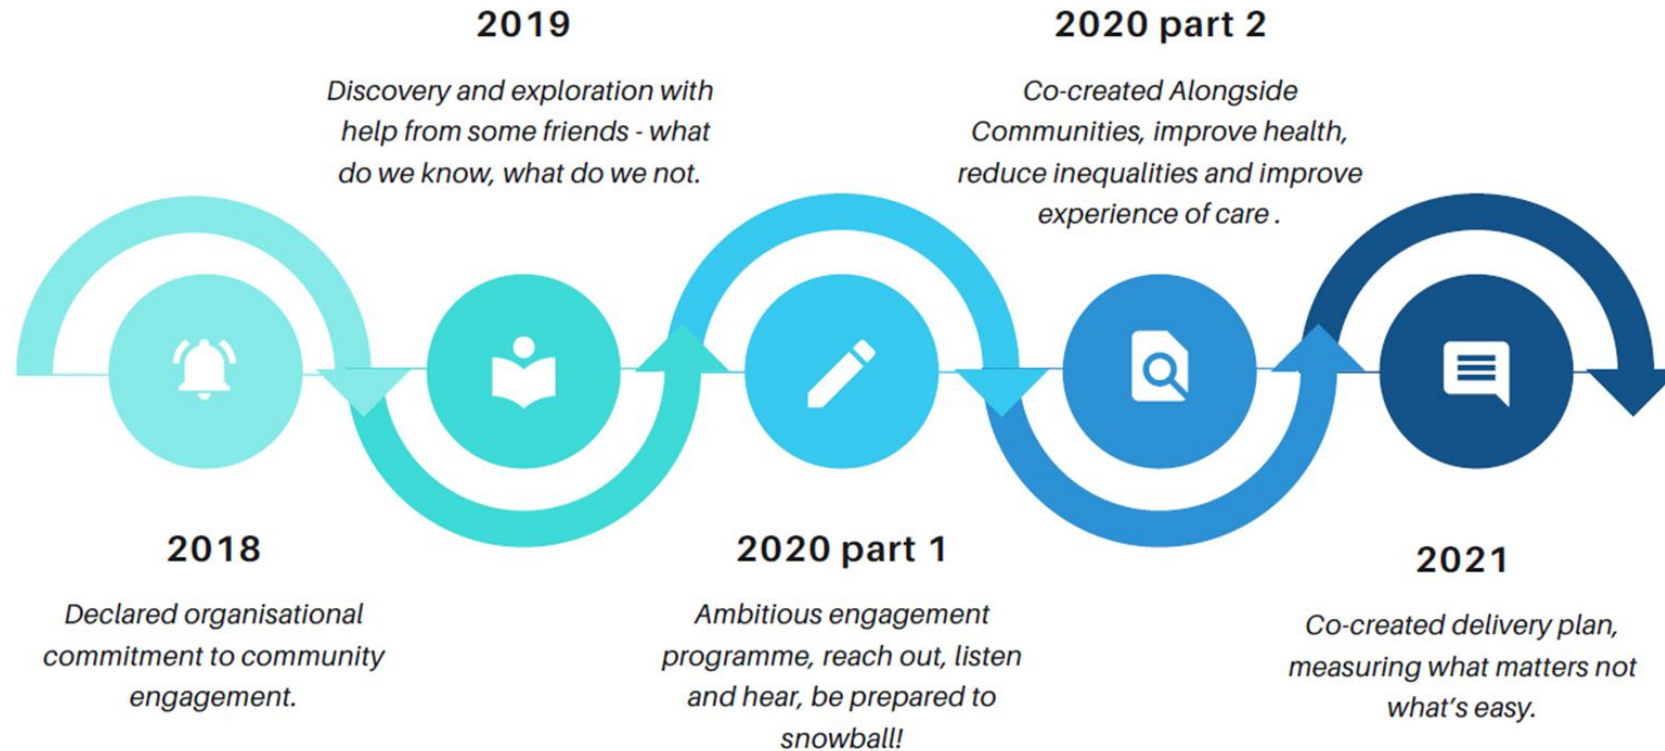 2018
Declared organisational
commitment to community
engagement.
2019
Discovery and exploration with
help from some friends - what
do we know, what do we not.
2020 part 1
Ambitious engagement
programme, reach out, listen
and hear, be prepared to
snowball!
2020 part 2
Co-created Alongside
Communities, improve health,
reduce inequalities and improve
experience of care .
2021
Co-created delivery plan,
measuring what matters not
what's easy.